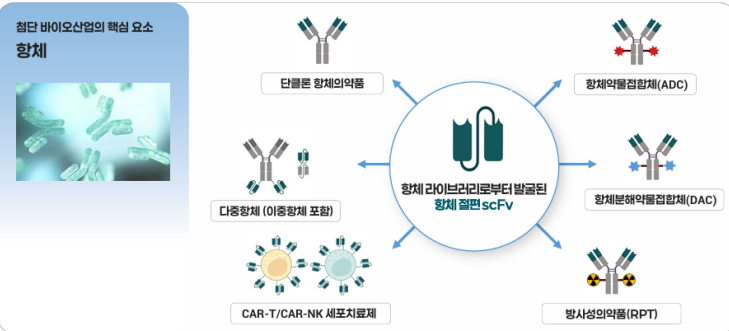 첨단 바이오산업의 핵심 요소
항체
단클론 항체의약품
항체약물접합체(ADC)
항체 라이브러리로부터 발굴된
항체 절편 scFv
다중항체 (이중항체 포함)
항체분해약물접합체(DAC)
CAR-T/CAR-NK 세포치료제
방사성의약품(RPT)